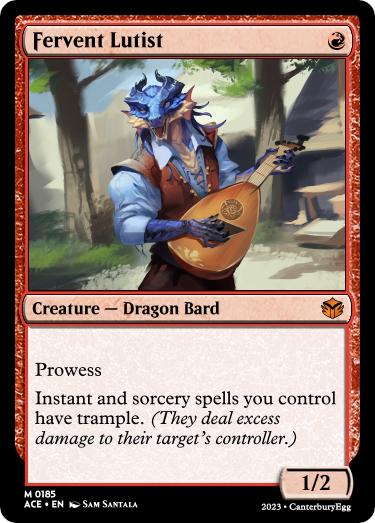 Fervent Lutist
Creature — Dragon Bard
Prowess
Instant and sorcery spells you control
have trample. (They deal excess
damage to their target's controller.)
1/2
M 0185
ACE • EN Sam Santala
2023 • CanterburyEgg